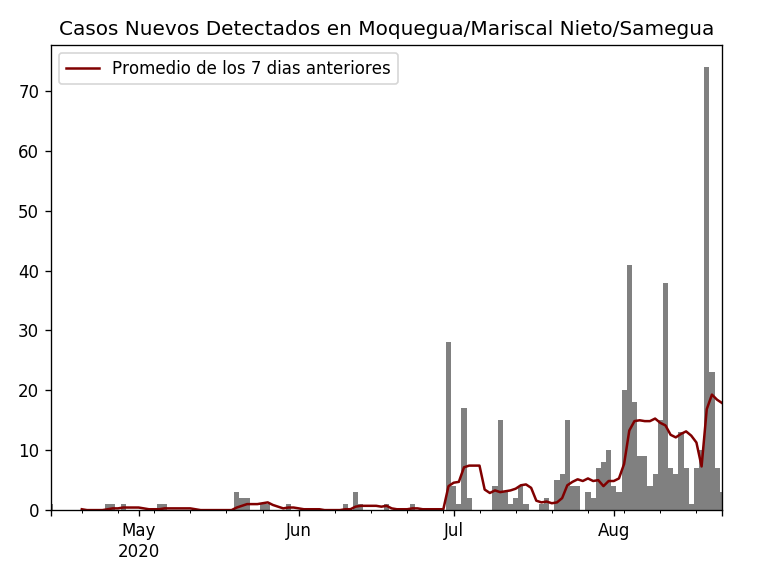 Casos Nuevos Detectados en Moquegua/Mariscal Nieto/Samegua
Promedio de los 7 dias anteriores
70
60
50
40
30
20
10
0
May
2020
Jun
Jul
Aug